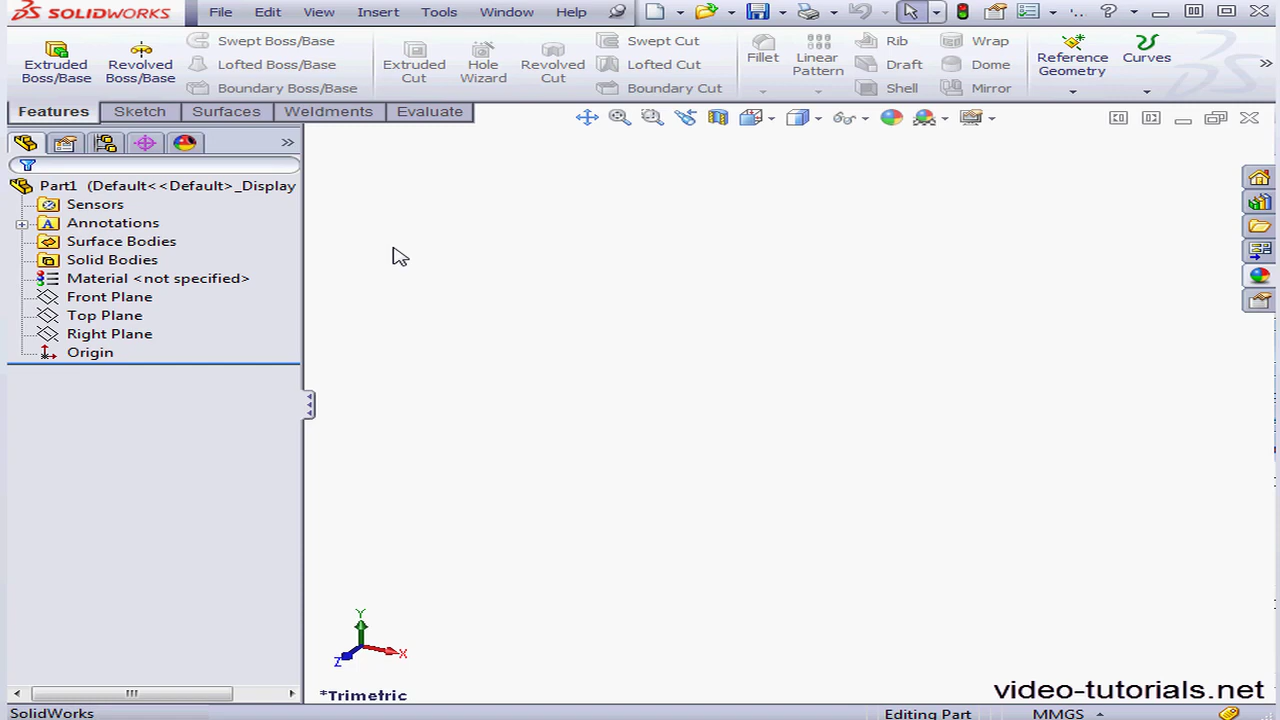 SOLIDWORKS File Edit View Insert Tools Window Help
Extruded Boss/Base
Revolved Boss/Base
Swept Boss/Base
Lofted Boss/Base
Boundary Boss/Base
Extruded Cut
Hole Wizard
Revolved Cut
Swept Cut
Lofted Cut
Boundary Cut
Fillet
Linear Pattern
Rib
Draft
Shell
Wrap
Dome
Mirror
Reference Geometry
Curves
Features Sketch Surfaces Weldments Evaluate
Part1 (Default<<Default>_Display
Sensors
A Annotations
Surface Bodies
Solid Bodies
Material <not specified>
Front Plane
Top Plane
Right Plane
Origin
Y
X
Z
*Trimetric
video-tutorials.net
SolidWorks Editing Part MMGS